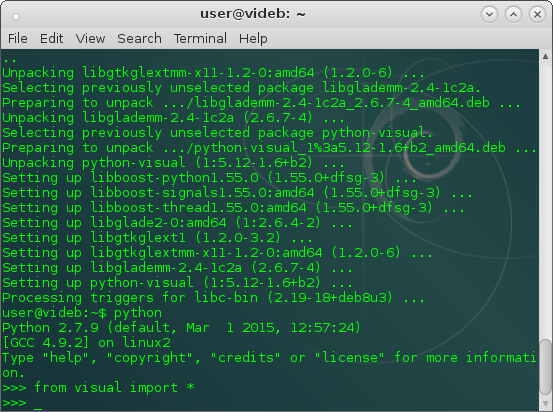 user@videb: ~
File Edit View Search Terminal Help
..
Unpacking libgtkglextmm-x11-1.2-0:amd64 (1.2.0-6) ...
Selecting previously unselected package libglademm-2.4-1c2a.
Preparing to unpack .../libglademm-2.4-1c2a_2.6.7-4_amd64.deb ...
Unpacking libglademm-2.4-1c2a (2.6.7-4) ...
Selecting previously unselected package python-visual.
Preparing to unpack .../python-visual_1%3a5.12-1.6+b2_amd64.deb ...
Unpacking python-visual (1:5.12-1.6+b2) ...
Setting up libboost-python1.55.0 (1.55.0+dfsg-3) ...
Setting up libboost-signals1.55.0:amd64 (1.55.0+dfsg-3) ...
Setting up libboost-thread1.55.0:amd64 (1.55.0+dfsg-3) ...
Setting up libglade2-0:amd64 (1:2.6.4-2) ...
Setting up libgtkglext1 (1.2.0-3.2) ...
Setting up libgtkglextmm-x11-1.2-0:amd64 (1.2.0-6) ...
Setting up libglademm-2.4-1c2a (2.6.7-4) ...
Setting up python-visual (1:5.12-1.6+b2) ...
Processing triggers for libc-bin (2.19-18+deb8u3) ...
user@videb:~$ python
Python 2.7.9 (default, Mar  1 2015, 12:57:24)
[GCC 4.9.2] on linux2
Type "help", "copyright", "credits" or "license" for more informati
on.
>>> from visual import *
>>> _